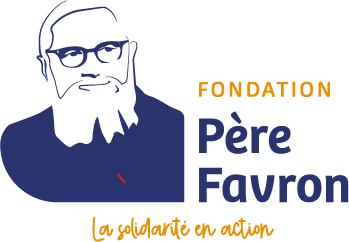 FONDATION
Père
Favron
La solidarité en action